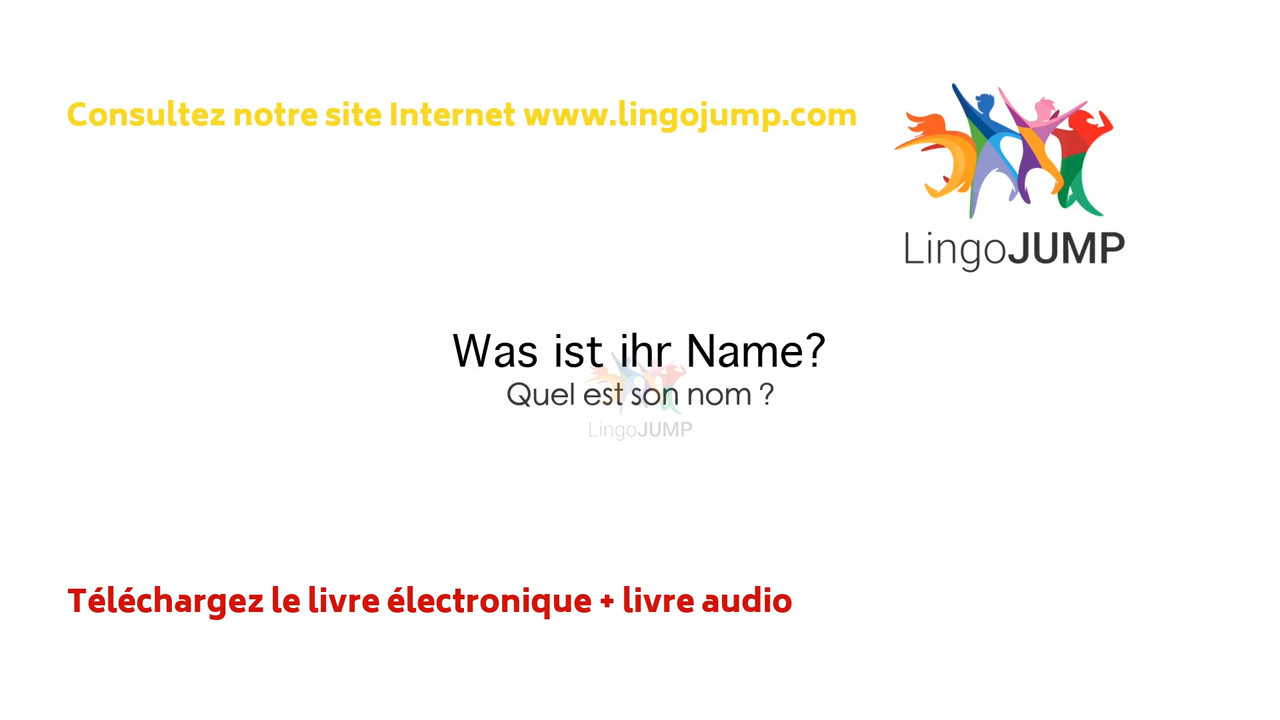 Consultez notre site Internet www.lingojump.com
LingoJUMP
Was ist ihr Name?
Quel est son nom ?
LingoJUMP
Téléchargez le livre électronique + livre audio